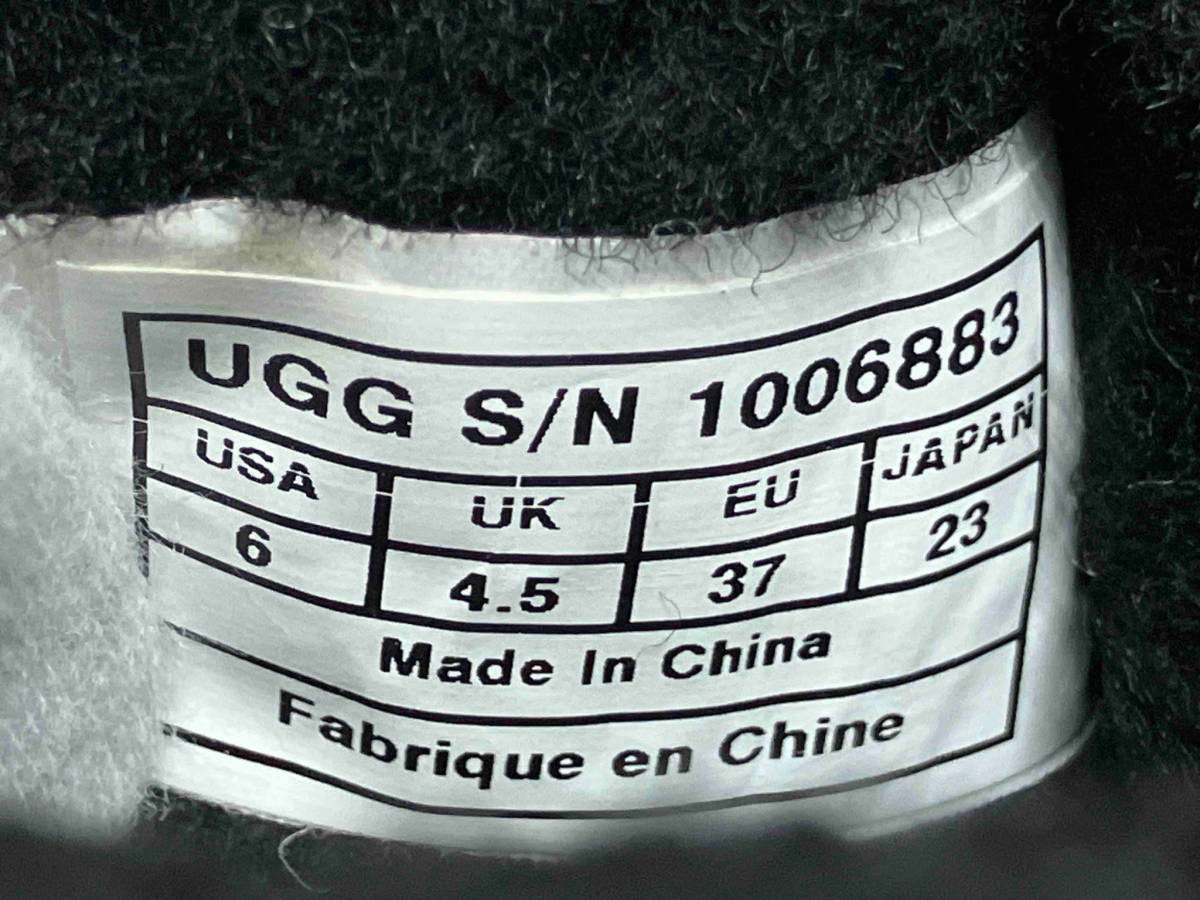 UGG S/N 1006883
USA UK EU JAPAN
6 4.5 37 23
Made In China
Fabrique en Chine